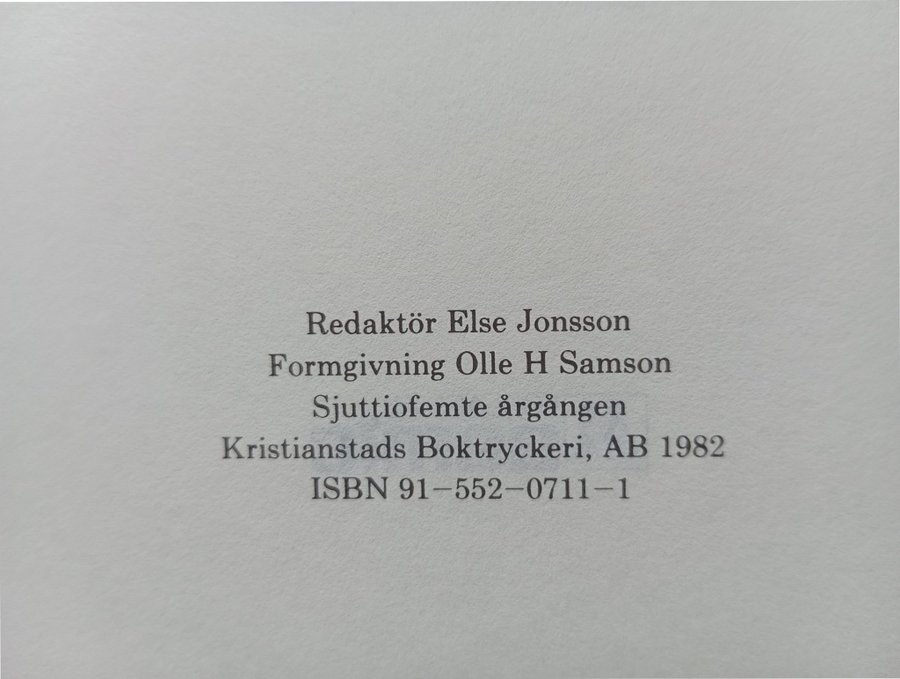 Redaktör Else Jonsson
Formgivning Olle H Samson
Sjuttiofemte årgången
Kristianstads Boktryckeri, AB 1982
ISBN 91–552–0711–1